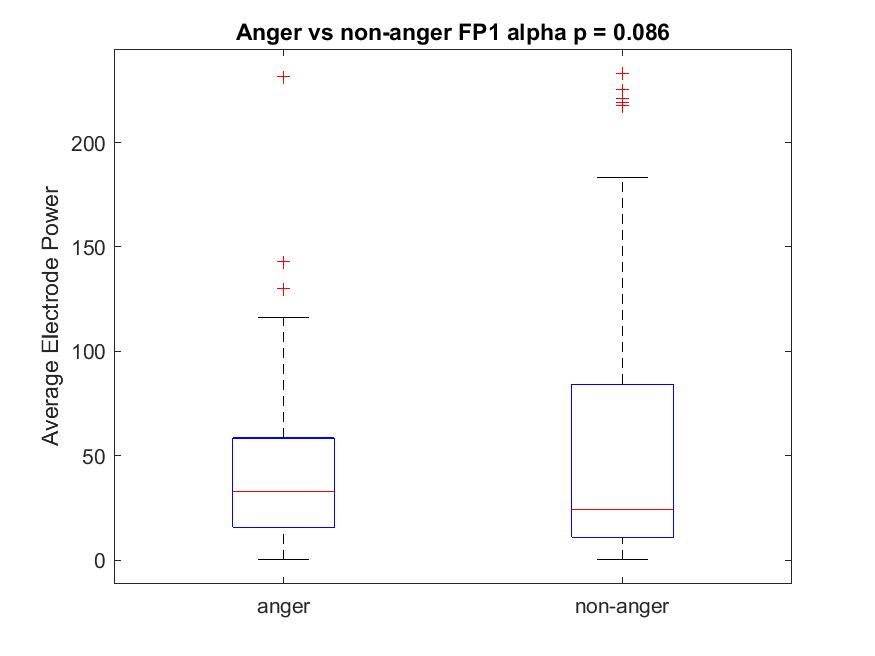 Anger vs non-anger FP1 alpha p = 0.086
Average Electrode Power
200
150
100
50
0
anger
non-anger